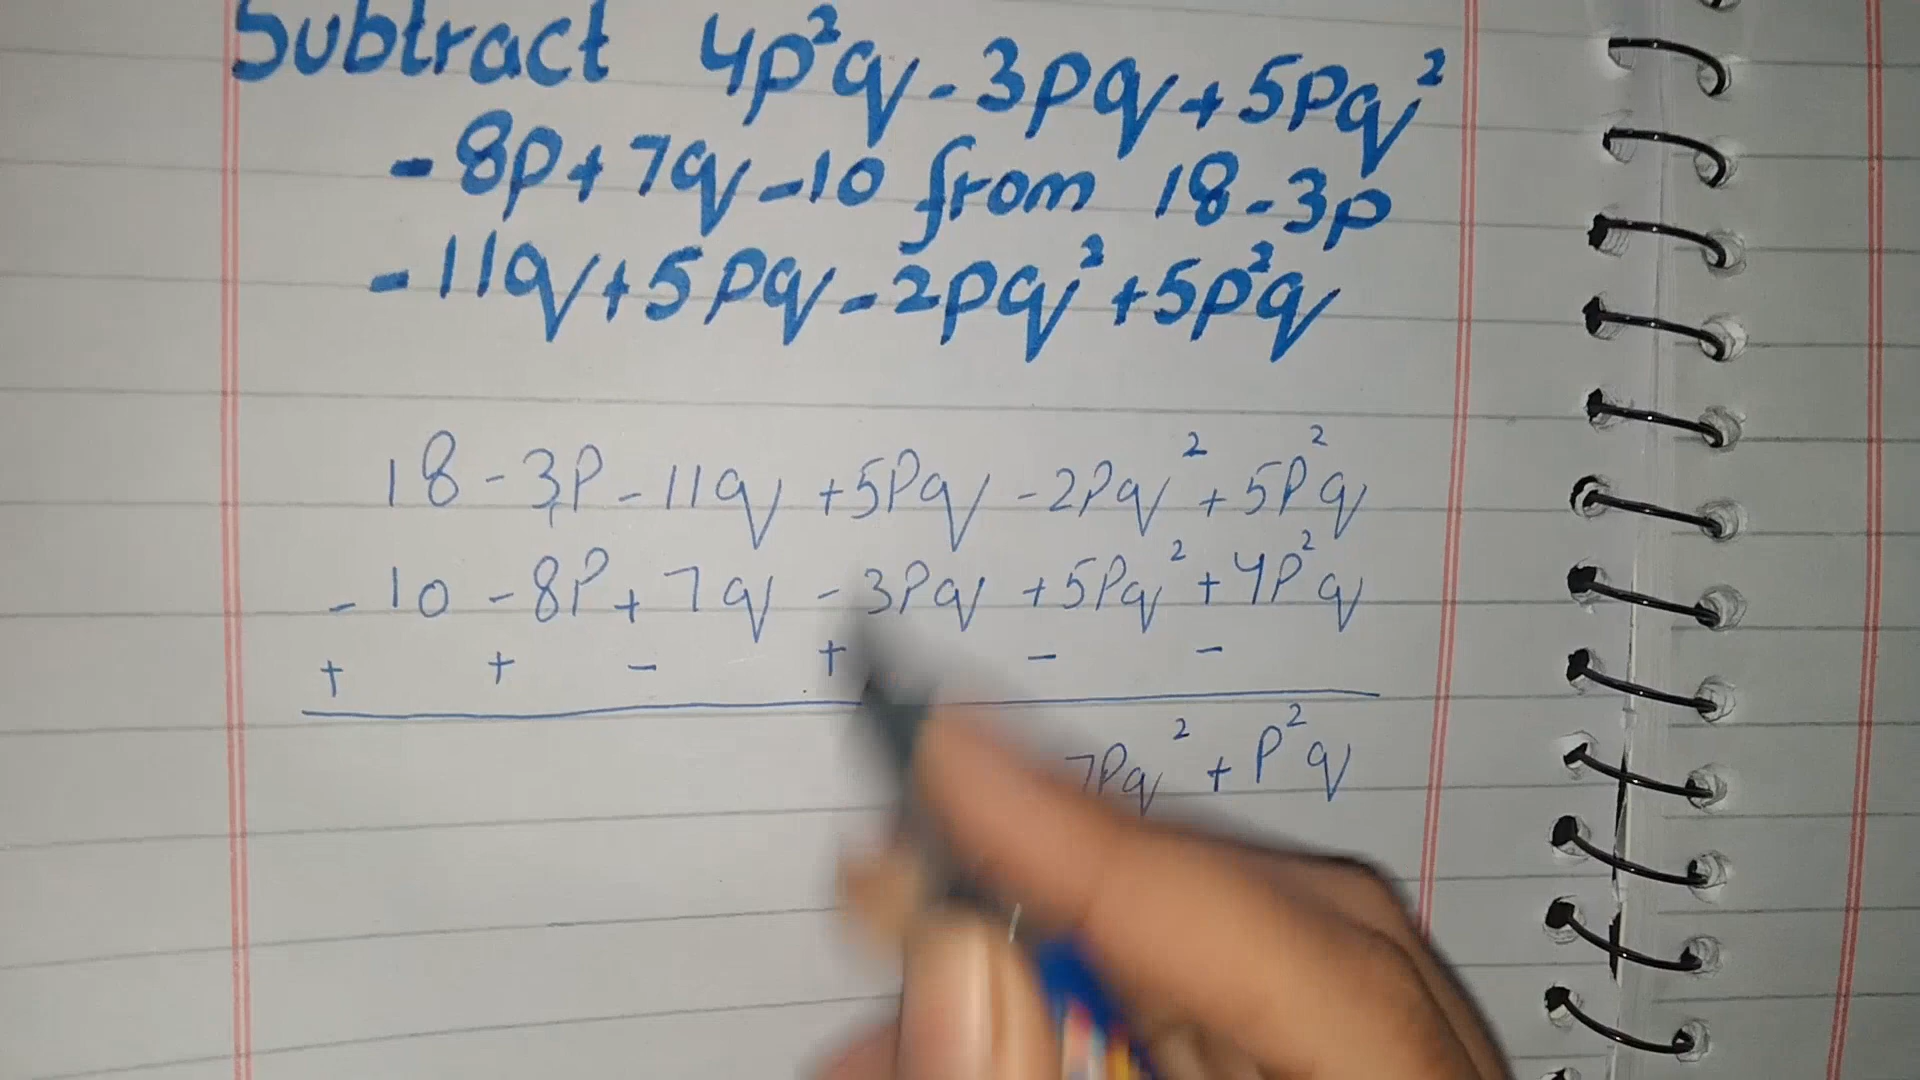 Subtract 4p²q - 3pq + 5pq²
- 8p + 7q - 10 from 18 - 3p
- 11q + 5pq - 2pq² + 5p²q
18 - 3p - 11q + 5pq - 2pq² + 5p²q
- 10 - 8p + 7q - 3pq + 5pq² + 4p²q
+ + - + - -
7pq² + p²q